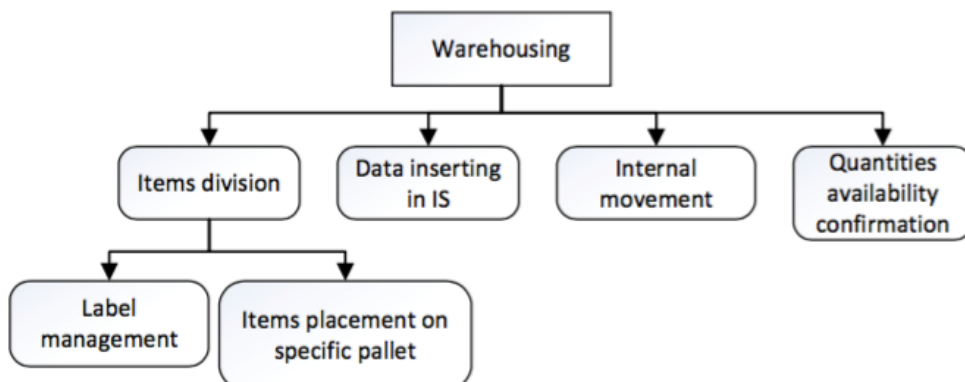 Warehousing
Items division
Data inserting
in IS
Internal
movement
Quantities
availability
confirmation
Label
management
Items placement on
specific pallet